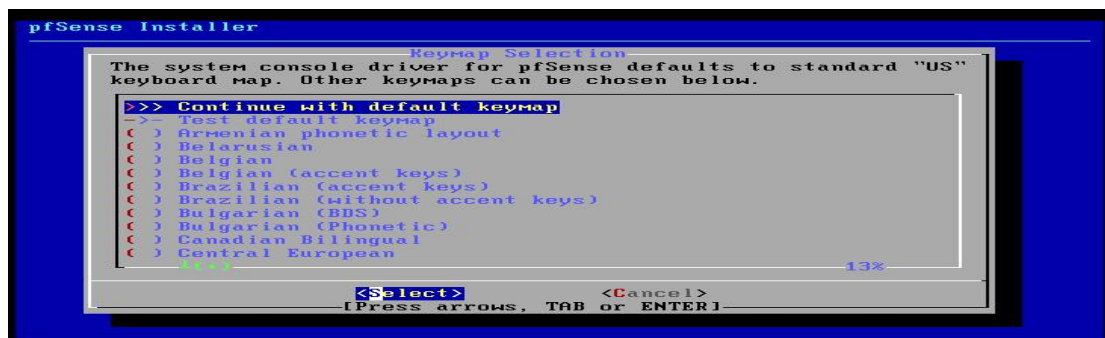 pfSense Installer
Keymap Selection
The system console driver for pfSense defaults to standard "US"
keyboard map. Other keymaps can be chosen below.
>>> Continue with default keymap
->- Test default keymap
( ) Armenian phonetic layout
( ) Belarusian
( ) Belgian
( ) Belgian (accent keys)
( ) Brazilian (accent keys)
( ) Brazilian (without accent keys)
( ) Bulgarian (BDS)
( ) Bulgarian (Phonetic)
( ) Canadian Bilingual
( ) Central European
↓(+) 13%
<Select> <Cancel>
[Press arrows, TAB or ENTER]